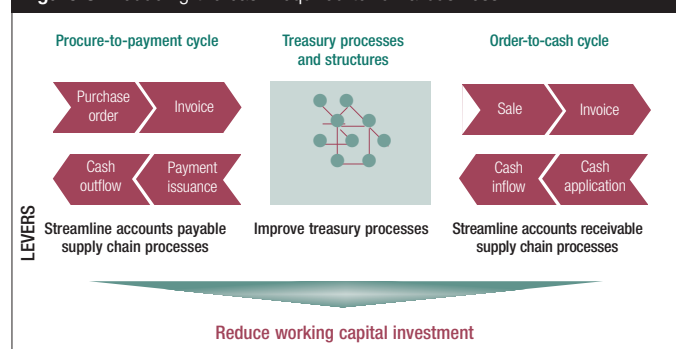 Procure-to-payment cycle
Treasury processes
and structures
Order-to-cash cycle
Purchase
order
Invoice
Sale
Invoice
Cash
outflow
Payment
issuance
Cash
inflow
Cash
application
LEVERS
Streamline accounts payable
supply chain processes
Improve treasury processes
Streamline accounts receivable
supply chain processes
Reduce working capital investment